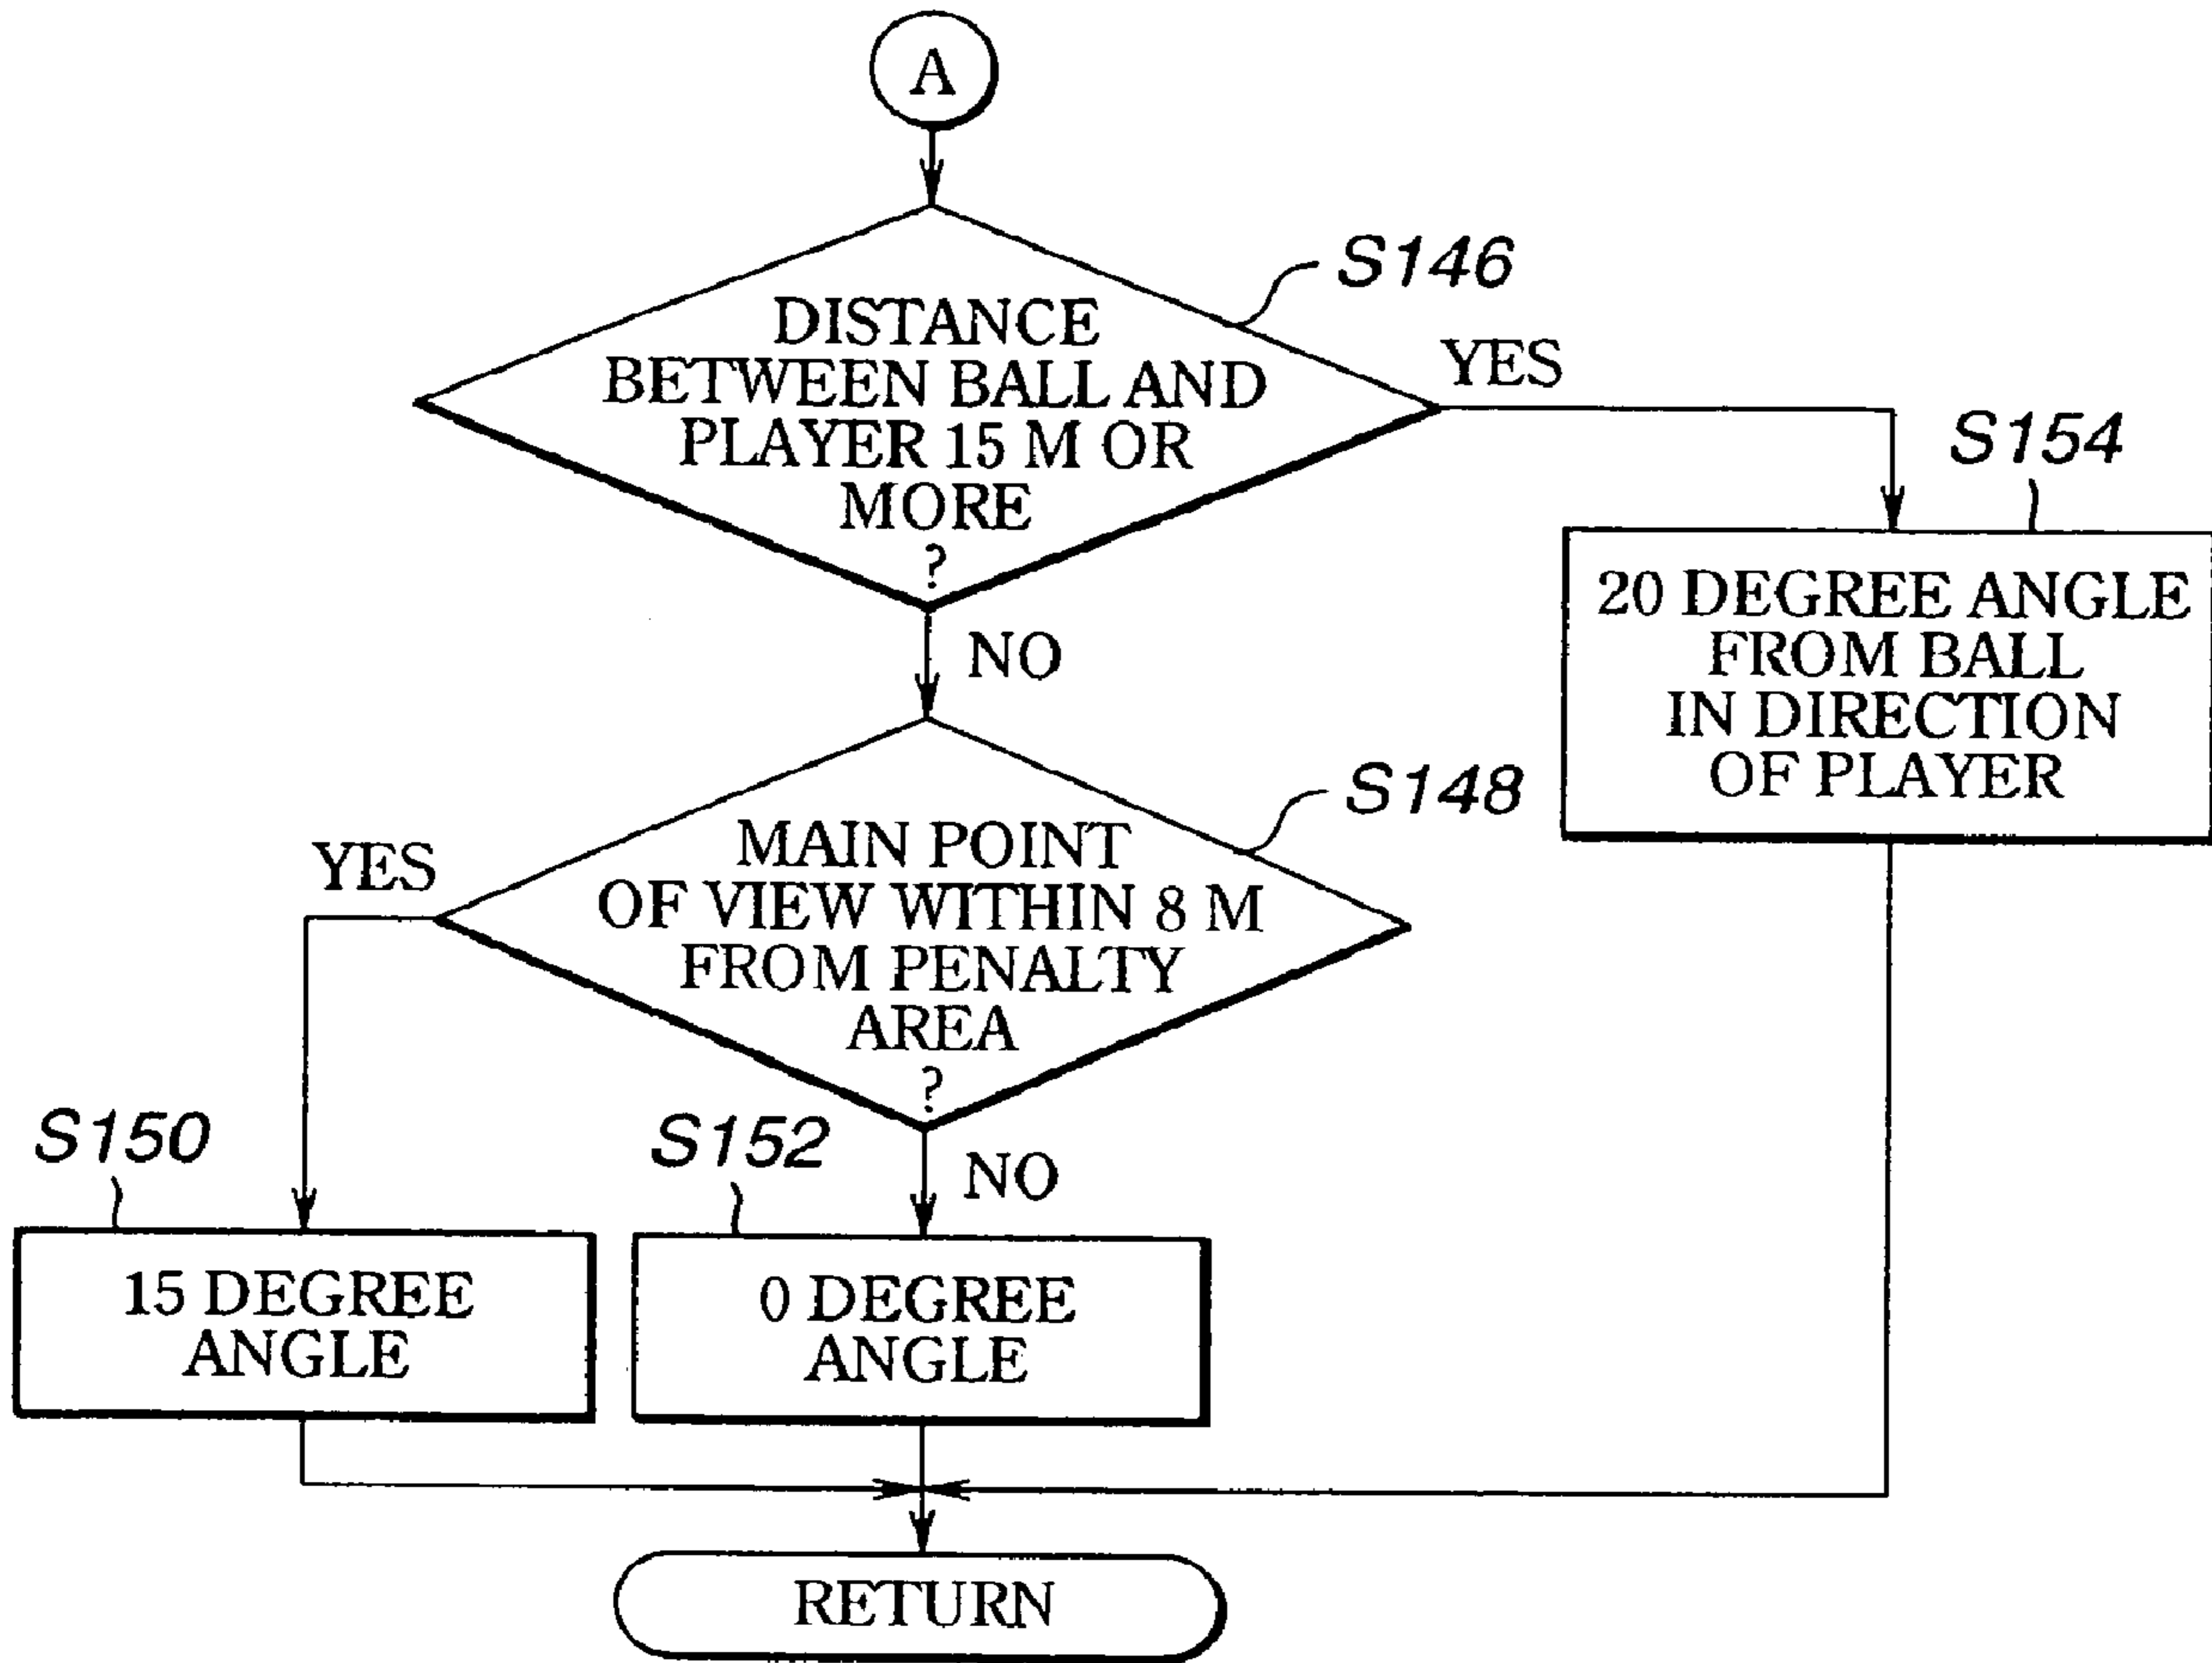 A
S146
DISTANCE
BETWEEN BALL AND
PLAYER 15 M OR
MORE
?
YES
S154
20 DEGREE ANGLE
FROM BALL
IN DIRECTION
OF PLAYER
NO
S148
MAIN POINT
OF VIEW WITHIN 8 M
FROM PENALTY
AREA
?
YES
S150
15 DEGREE
ANGLE
S152
NO
0 DEGREE
ANGLE
RETURN